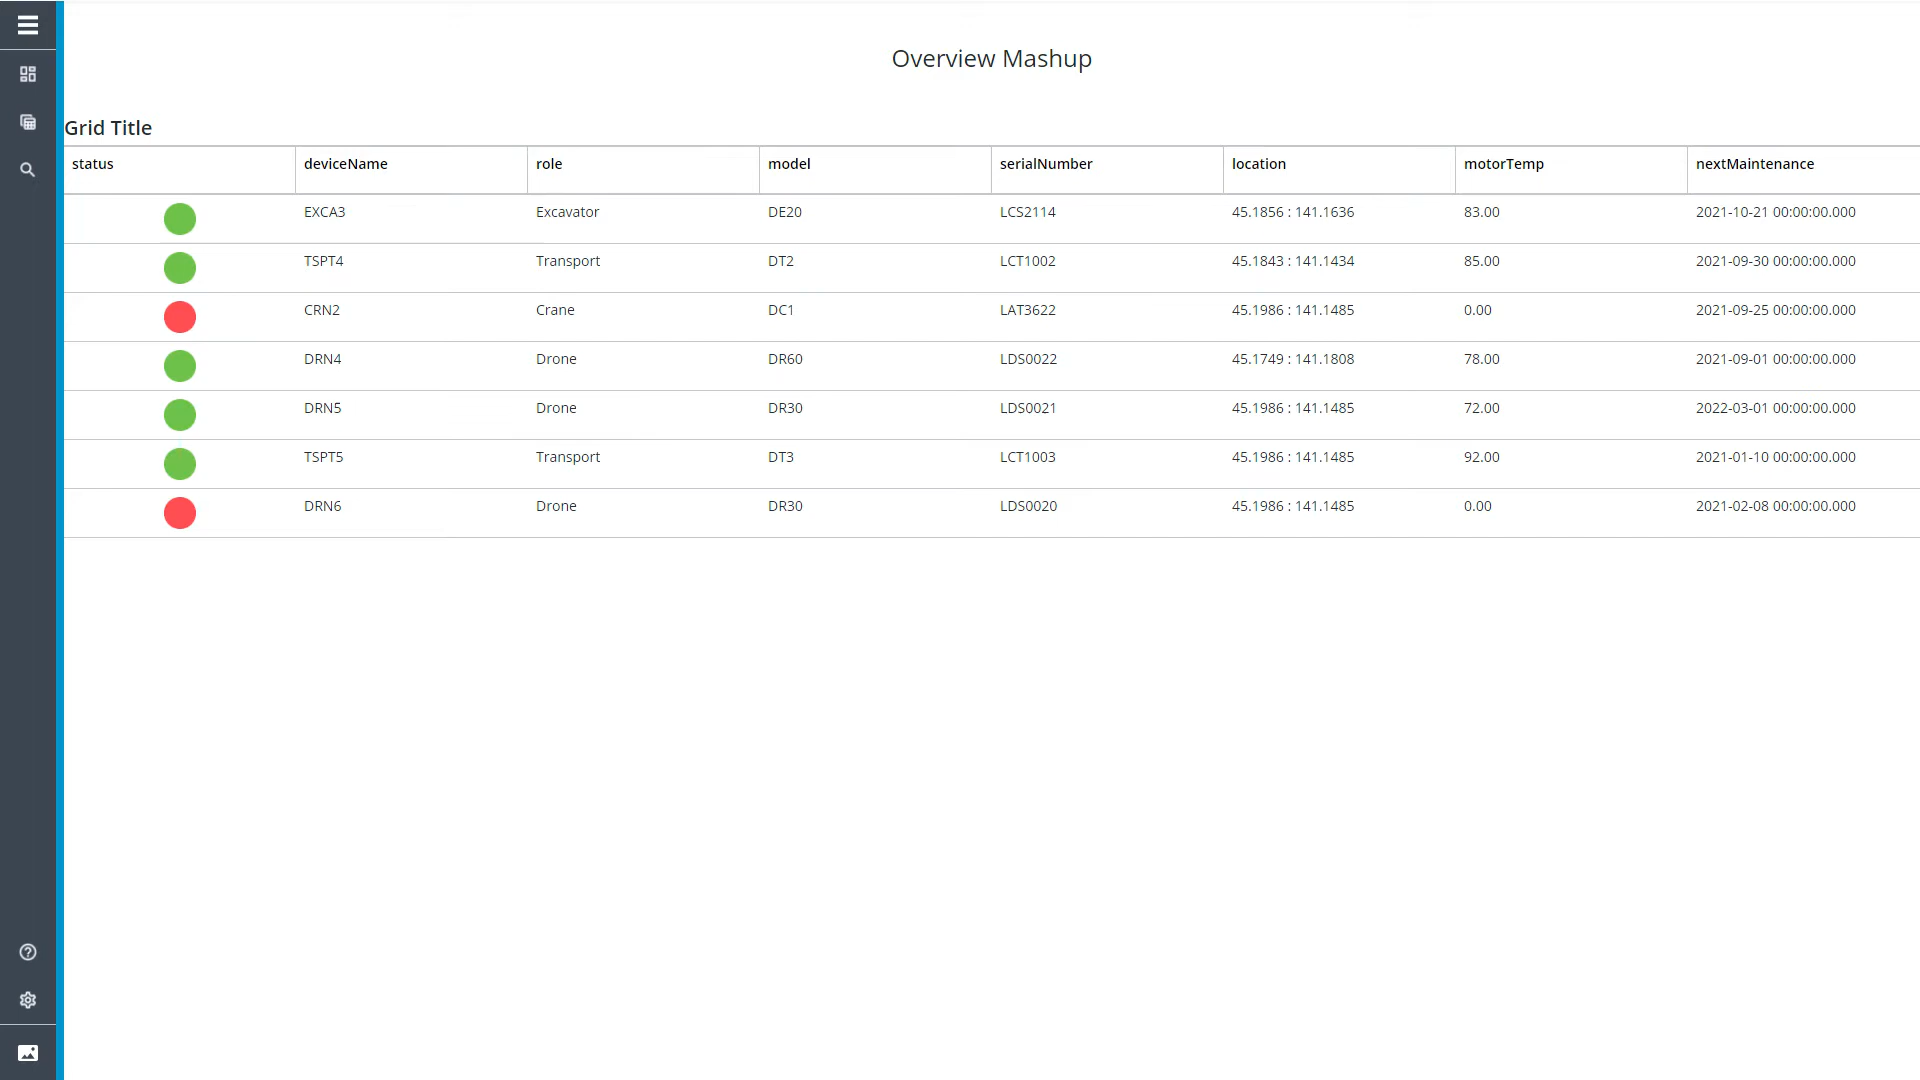 Overview Mashup
Grid Title
status deviceName role model serialNumber location motorTemp nextMaintenance
EXCA3 Excavator DE20 LCS2114 45.1856 : 141.1636 83.00 2021-10-21 00:00:00.000
TSPT4 Transport DT2 LCT1002 45.1843 : 141.1434 85.00 2021-09-30 00:00:00.000
CRN2 Crane DC1 LAT3622 45.1986 : 141.1485 0.00 2021-09-25 00:00:00.000
DRN4 Drone DR60 LDS0022 45.1749 : 141.1808 78.00 2021-09-01 00:00:00.000
DRN5 Drone DR30 LDS0021 45.1986 : 141.1485 72.00 2022-03-01 00:00:00.000
TSPT5 Transport DT3 LCT1003 45.1986 : 141.1485 92.00 2021-01-10 00:00:00.000
DRN6 Drone DR30 LDS0020 45.1986 : 141.1485 0.00 2021-02-08 00:00:00.000